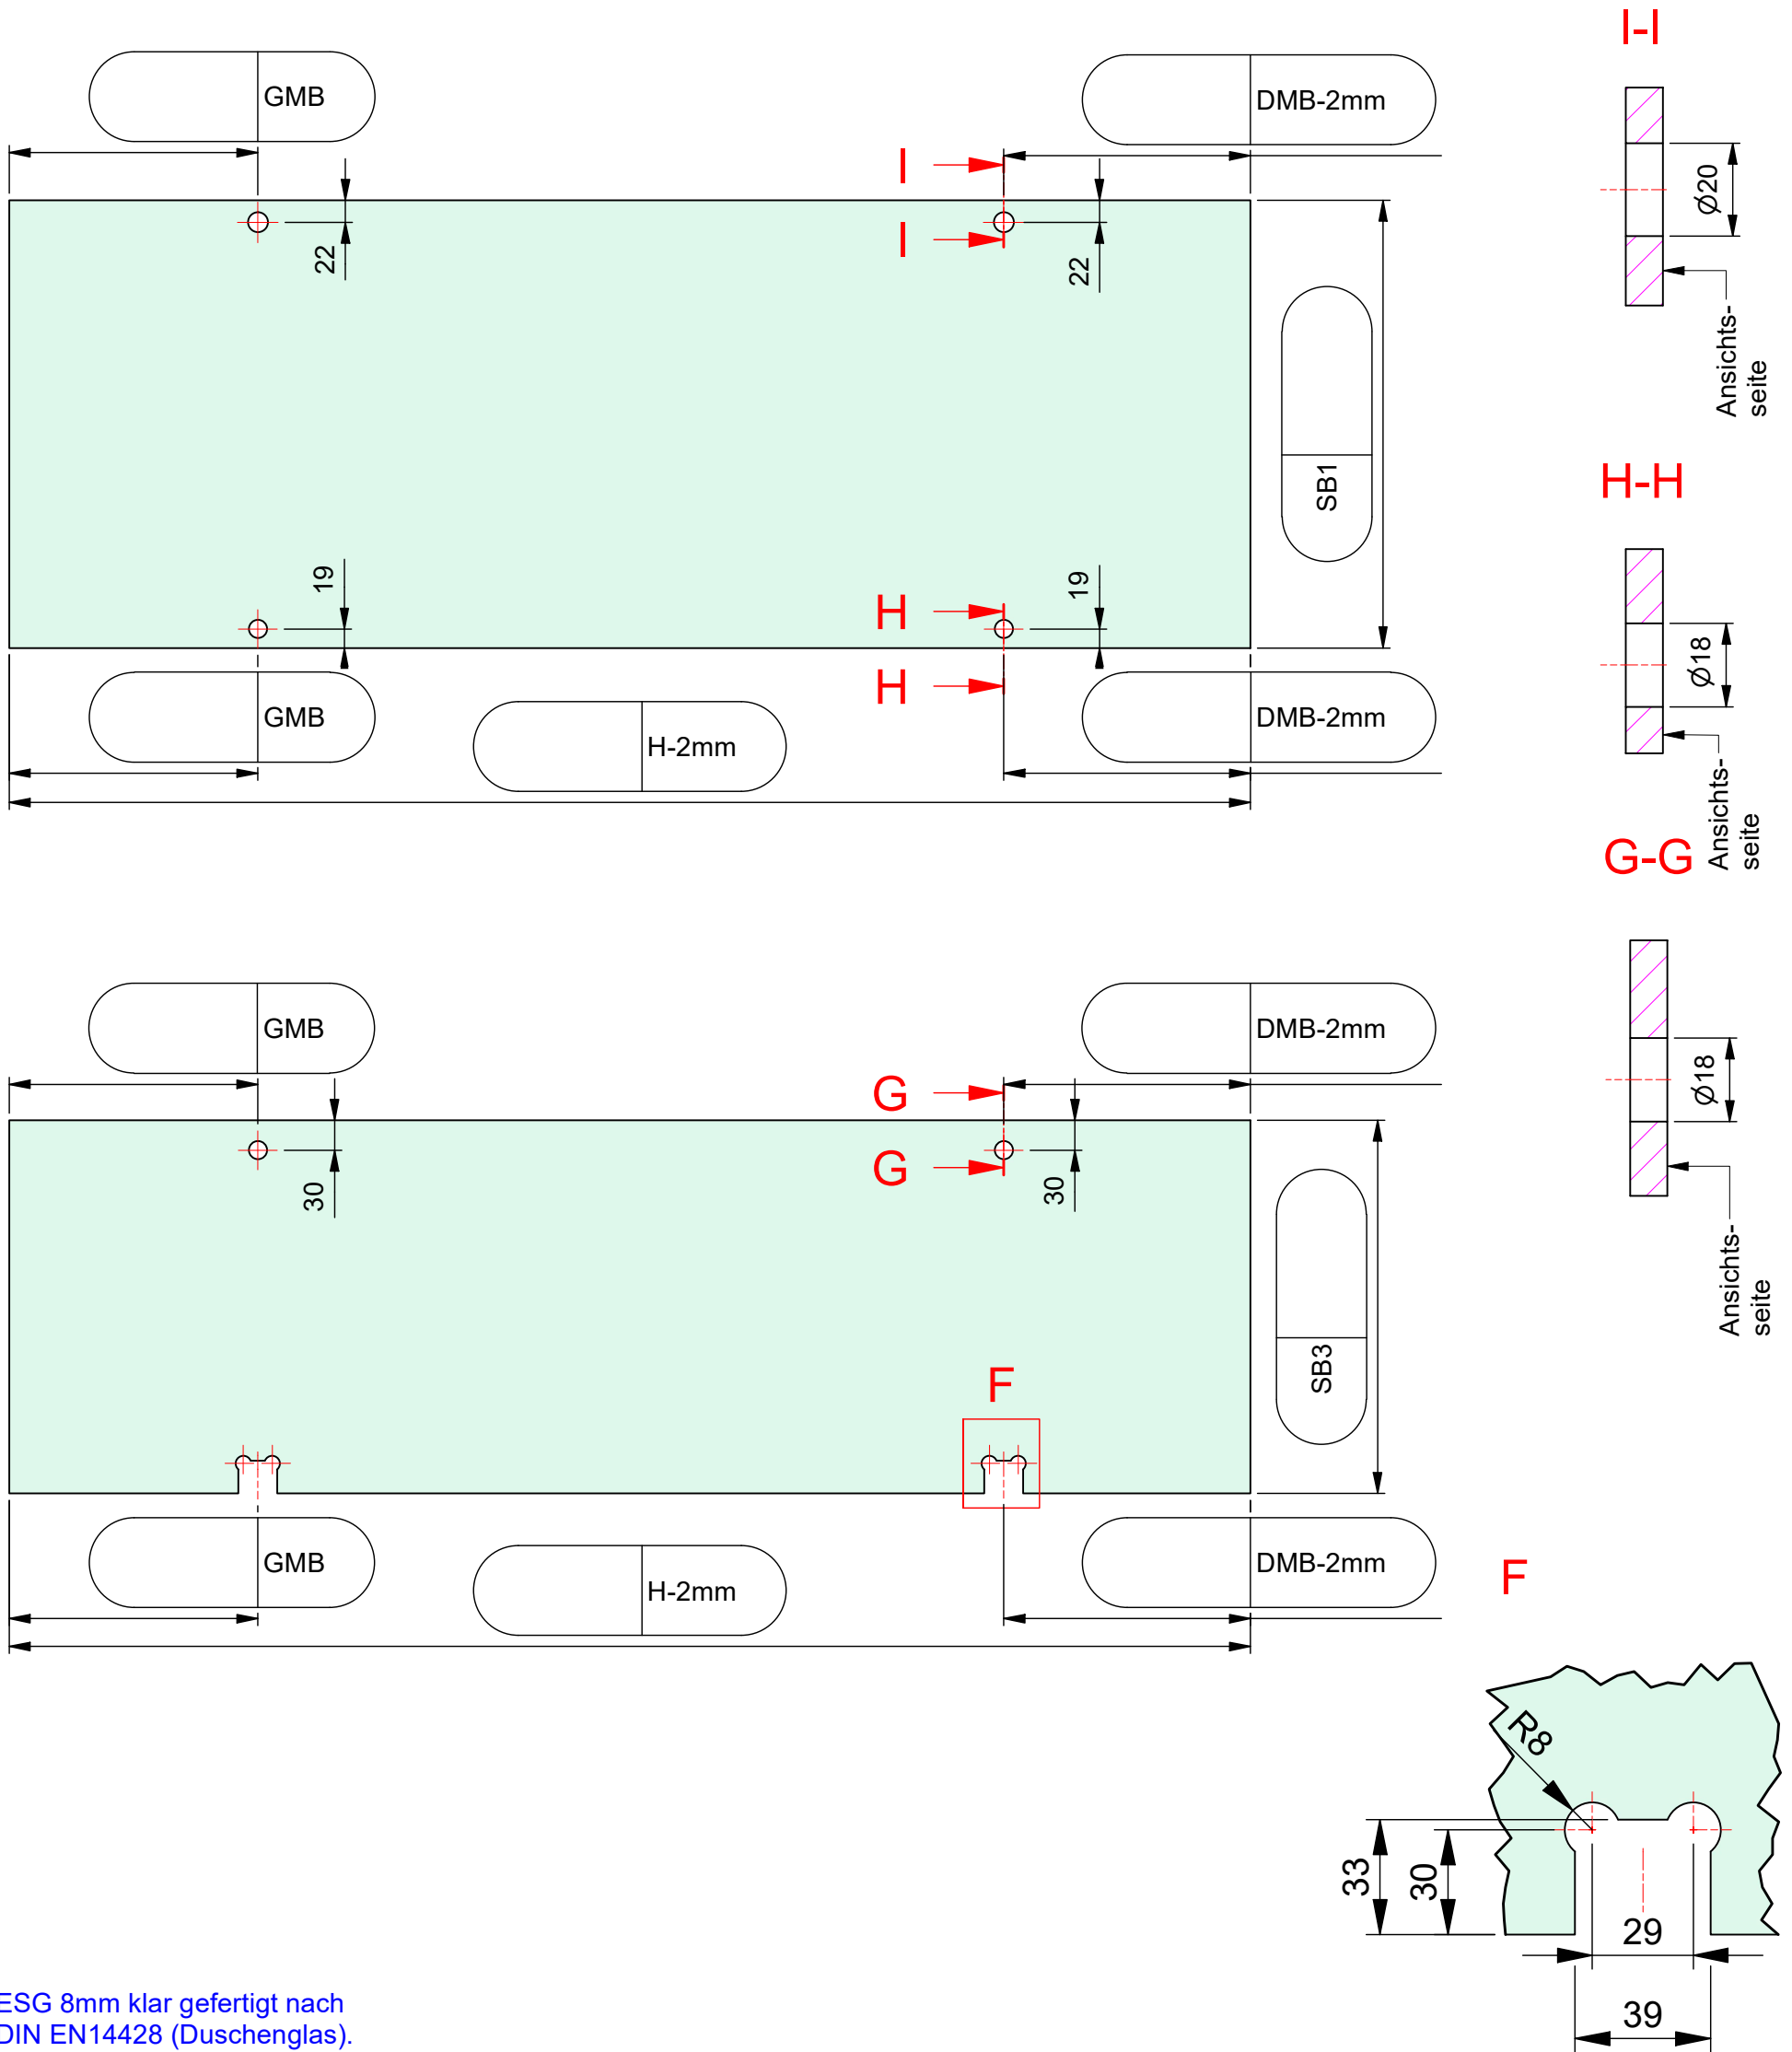 I-I
GMB
DMB-2mm
I
I
22
22
Ø20
Ansichts-
seite
SB1
H-H
19
19
H
H
Ø18
Ansichts-
seite
GMB
H-2mm
DMB-2mm
G-G
GMB
DMB-2mm
G
G
30
30
Ø18
Ansichts-
seite
SB3
F
GMB
H-2mm
DMB-2mm
F
R8
33
30
29
39
ESG 8mm klar gefertigt nach
DIN EN14428 (Duschenglas).